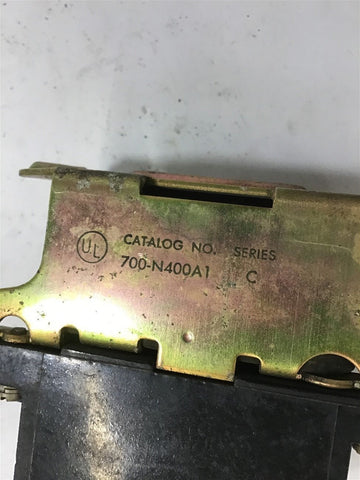 UL CATALOG NO. SERIES
700-N400A1 C